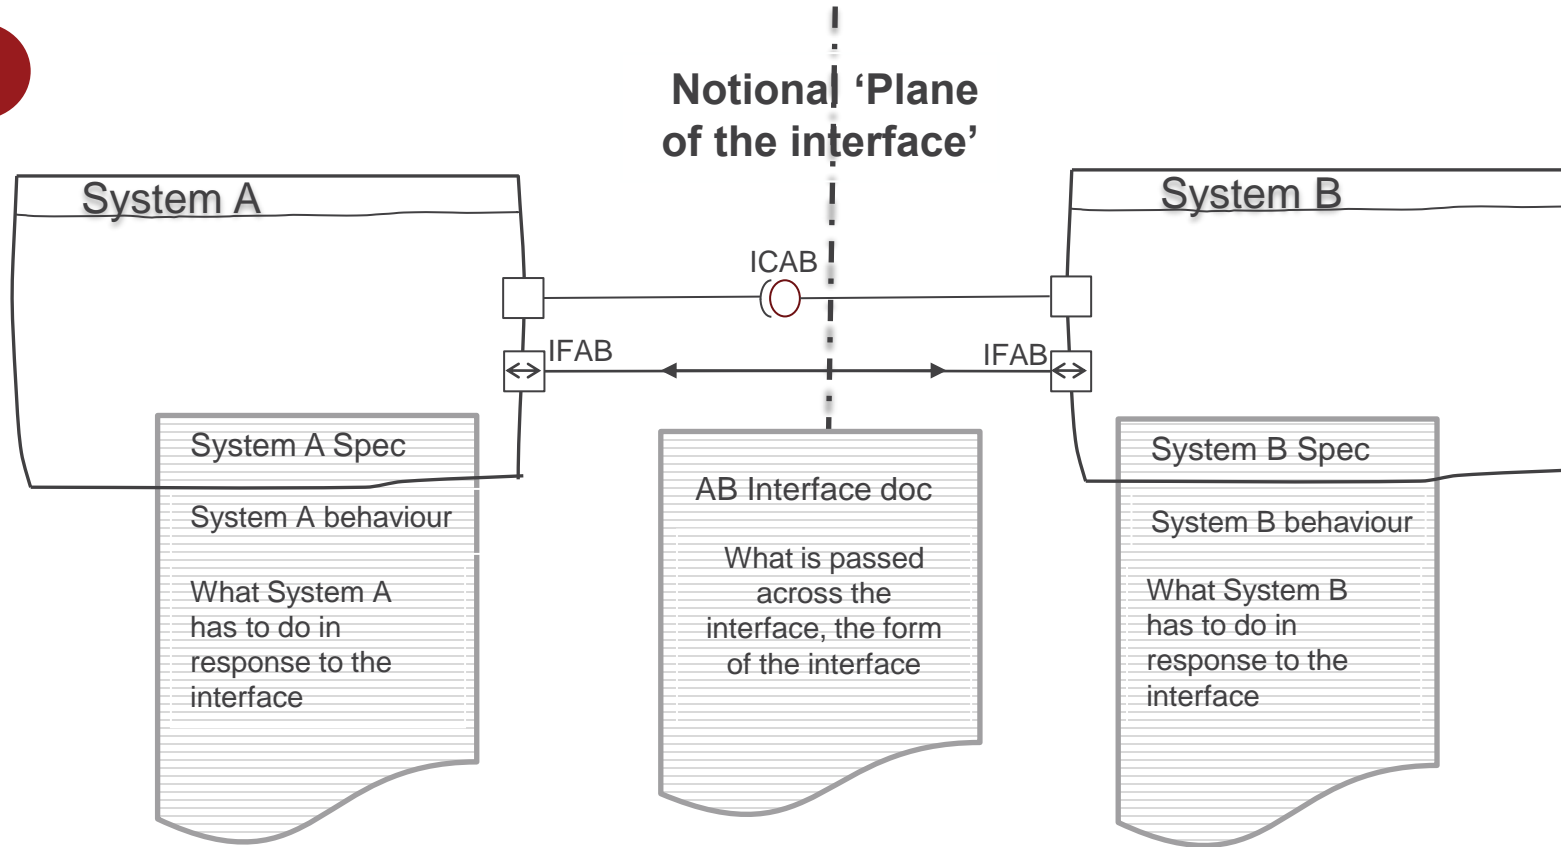 Notional ‘Plane
of the interface’
System A
System B
ICAB
IFAB
IFAB
System A Spec
System A behaviour
What System A
has to do in
response to the
interface
AB Interface doc
What is passed
across the
interface, the form
of the interface
System B Spec
System B behaviour
What System B
has to do in
response to the
interface